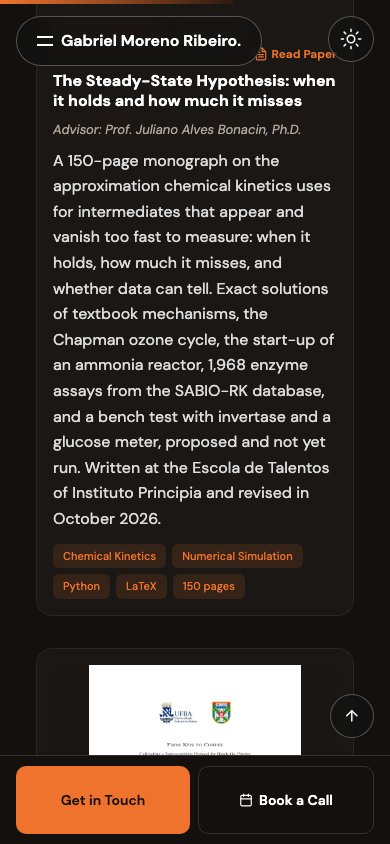 Gabriel Moreno Ribeiro.
Read Paper
The Steady-State Hypothesis: when
it holds and how much it misses
Advisor: Prof. Juliano Alves Bonacin, Ph.D.
A 150-page monograph on the
approximation chemical kinetics uses
for intermediates that appear and
vanish too fast to measure: when it
holds, how much it misses, and
whether data can tell. Exact solutions
of textbook mechanisms, the
Chapman ozone cycle, the start-up of
an ammonia reactor, 1,968 enzyme
assays from the SABIO-RK database,
and a bench test with invertase and a
glucose meter, proposed and not yet
run. Written at the Escola de Talentos
of Instituto Principia and revised in
October 2026.
Chemical Kinetics
Numerical Simulation
Python
LaTeX
150 pages
UFBA
Get in Touch
Book a Call